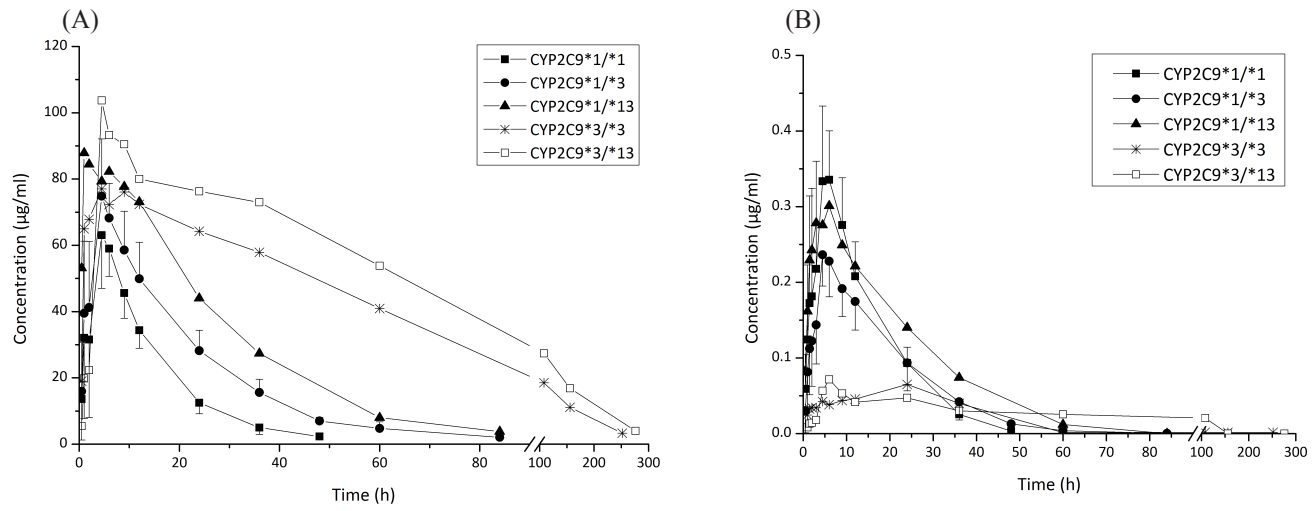 (A)
120
100
80
60
40
20
0
Concentration (µg/ml)
0 20 40 60 80 100 200 300
Time (h)
CYP2C9*1/*1
CYP2C9*1/*3
CYP2C9*1/*13
CYP2C9*3/*3
CYP2C9*3/*13
(B)
0.5
0.4
0.3
0.2
0.1
0.0
Concentration (µg/ml)
0 10 20 30 40 50 60 70 80 90 100 150 200 250 300
Time (h)
CYP2C9*1/*1
CYP2C9*1/*3
CYP2C9*1/*13
CYP2C9*3/*3
CYP2C9*3/*13